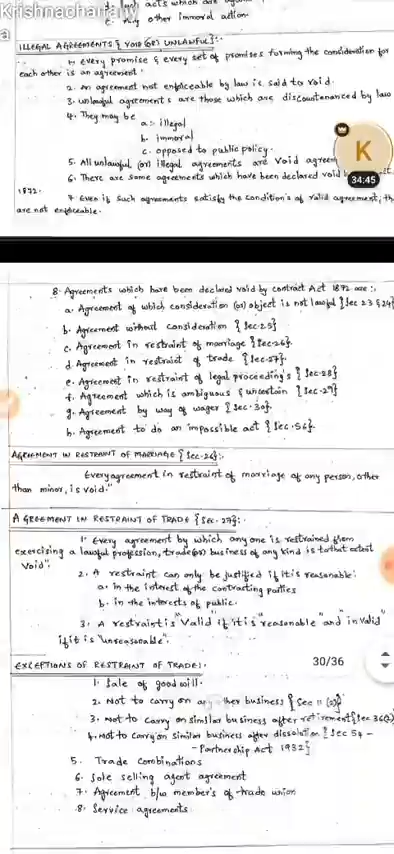 Krishnachanary
a
acts which are
c. Any other immoral action
ILLEGAL AGREEMENTS { VOID (or) UNLAWFUL }:-
1. Every promise & every set of promises forming the consideration for
each other is an agreement.
2. An agreement not enforceable by law is said to void.
3. unlawful agreements are those which are discountenanced by law
4. They may be
a. illegal
b. immoral
c. opposed to public policy.
5. All unlawful (or) illegal agreements are void agreem
6. There are some agreements which have been declared void
1872.
7. Even if such agreements satisfy the condition's of valid agreement, th
are not enforceable.
K
34:45
8. Agreements which have been declared void by contract Act 1872 are:.
a. Agreement of which consideration (or) object is not lawful {Sec 23 & 24}
b. Agreement without consideration {Sec-25}
c. Agreement in restraint of marriage {Sec-26}.
d. Agreement in restraint of trade {Sec-27}.
e. Agreement in restraint of legal proceeding's {Sec-28}
f. Agreement which is ambiguous & uncertain {Sec-29}
g. Agreement by way of wager {Sec-30}.
h. Agreement to do an impossible act {Sec-56}.
AGREEMENT IN RESTRAINT OF MARRIAGE {Sec-26}:.
Every agreement in restraint of marriage of any person, other
than minor, is void."
AGREEMENT IN RESTRAINT OF TRADE {Sec-27}:.
1. Every agreement by which any one is restrained from
exercising a lawful profession, trade (or) business of any kind is to that extent
Void".
2. A restraint can only be justified if it is reasonable:
a. in the interest of the contracting parties
b. in the interests of public.
3. A restraint is "Valid" if it is "reasonable" and "in valid"
if it is "unreasonable".
30/36
EXCEPTIONS OF RESTRAINT OF TRADE:.
1. Sale of good will.
2. Not to carry on any other business {Sec 11 (2)}
3. Not to carry on similar business after retirement {Sec 36(2)
4. Not to carry on similar business after dissolution {Sec 54 -
- Partnership Act 1932}
5. Trade combinations
6. Sole selling agent agreement
7. Agreement b/w member's of trade union
8. Service agreements